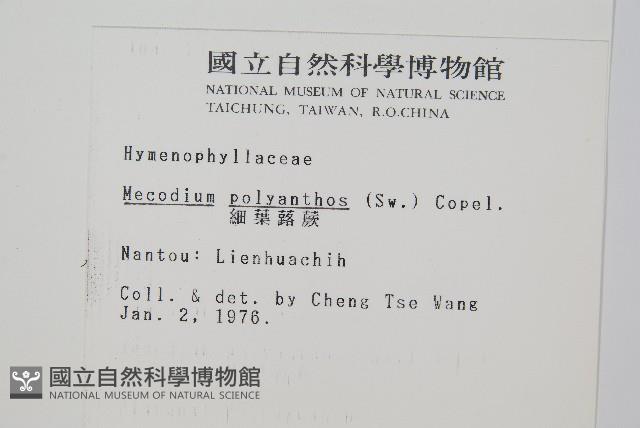 國立自然科學博物館
NATIONAL MUSEUM OF NATURAL SCIENCE
TAICHUNG, TAIWAN, R.O.CHINA
Hymenophyllaceae
Mecodium polyanthos (Sw.) Copel.
細葉蕗蕨
Nantou: Lienhuachih
Coll. & det. by Cheng Tse Wang
Jan. 2, 1976.
國立自然科學博物館
NATIONAL MUSEUM OF NATURAL SCIENCE